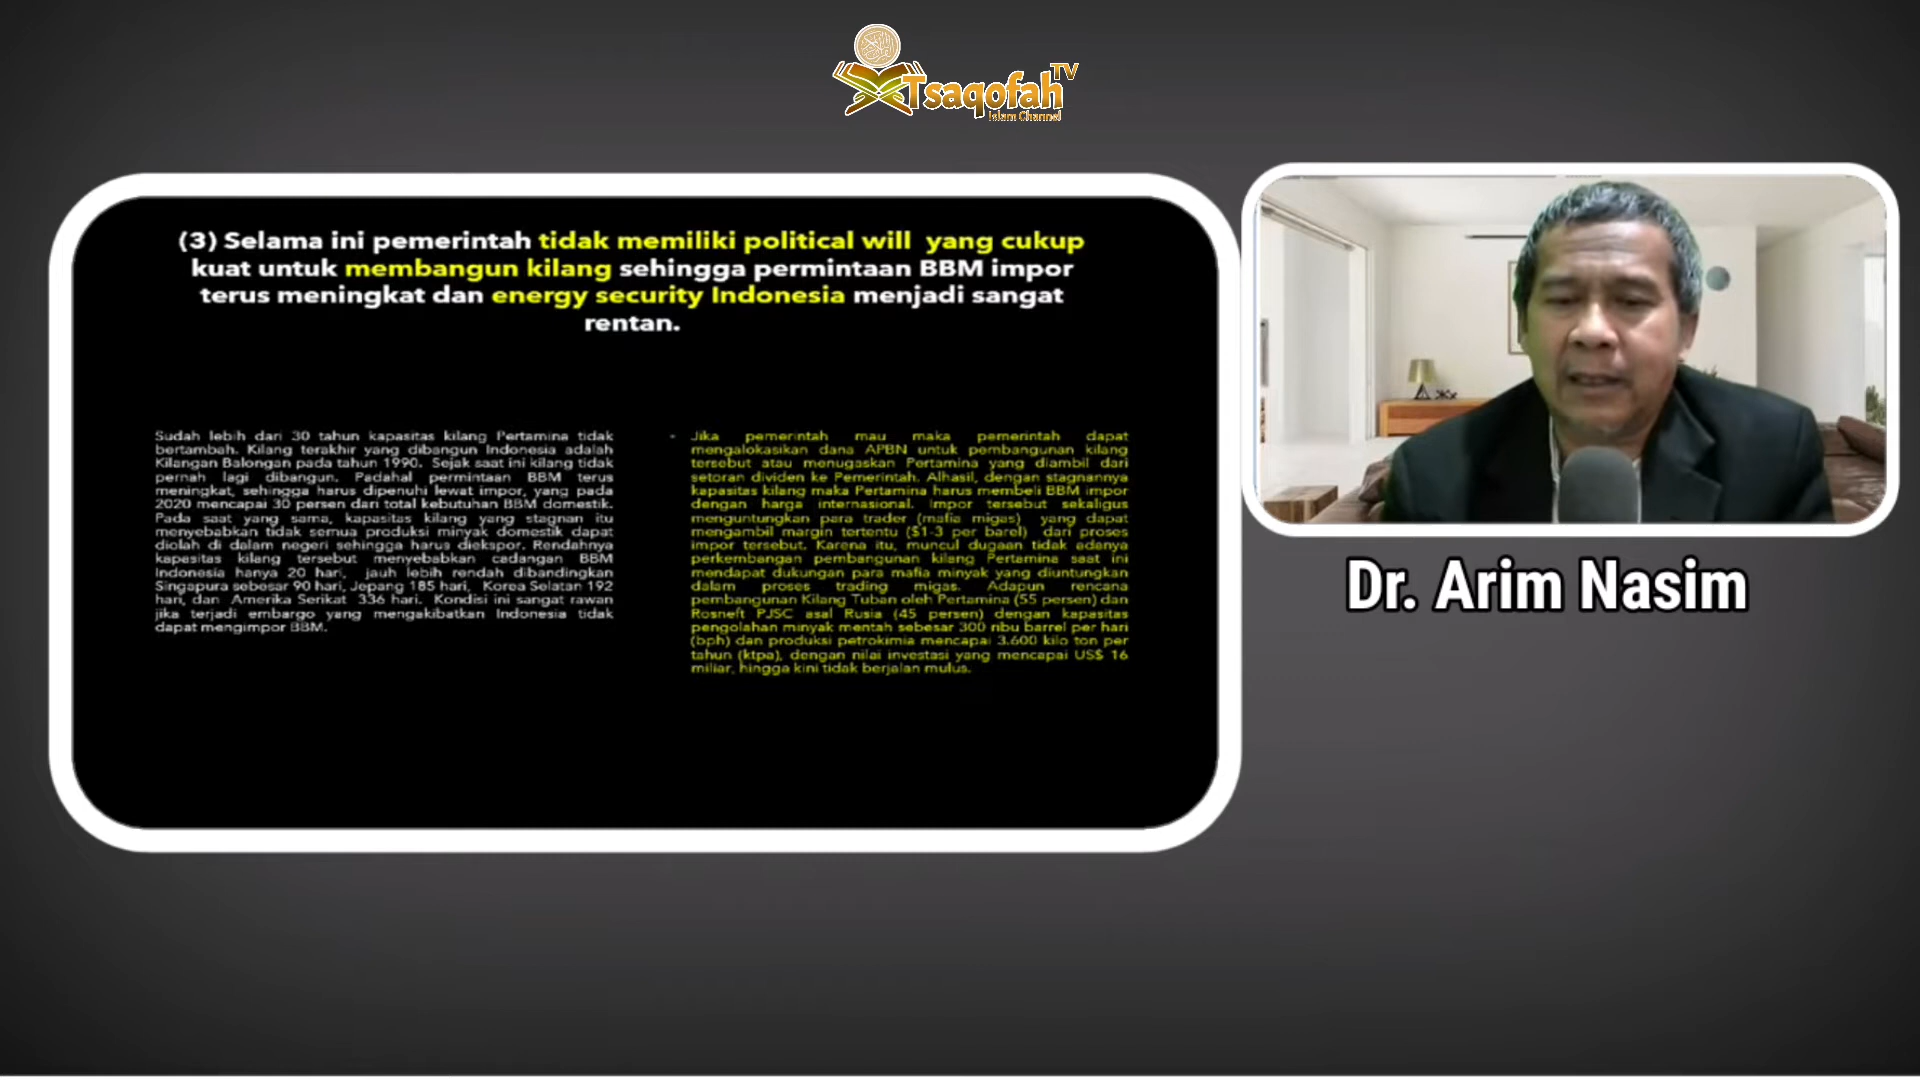 Tsaqofah TV
Islam Channel
(3) Selama ini pemerintah tidak memiliki political will yang cukup
kuat untuk membangun kilang sehingga permintaan BBM impor
terus meningkat dan energy security Indonesia menjadi sangat
rentan.
Sudah lebih dari 30 tahun kapasitas kilang Pertamina tidak
bertambah. Kilang terakhir yang dibangun Indonesia adalah
Kilangan Balongan pada tahun 1990. Sejak saat ini kilang tidak
pernah lagi dibangun. Padahal permintaan BBM terus
meningkat, sehingga harus dipenuhi lewat impor, yang pada
2020 mencapai 30 persen dari total kebutuhan BBM domestik.
Pada saat yang sama, kapasitas kilang yang stagnan itu
menyebabkan tidak semua produksi minyak domestik dapat
diolah di dalam negeri sehingga harus diekspor. Rendahnya
kapasitas kilang tersebut menyebabkan cadangan BBM
Indonesia hanya 20 hari, jauh lebih rendah dibandingkan
Singapura sebesar 90 hari, Jepang 185 hari, Korea Selatan 192
hari, dan Amerika Serikat 336 hari. Kondisi ini sangat rawan
jika terjadi embargo yang mengakibatkan Indonesia tidak
dapat mengimpor BBM.
- Jika pemerintah mau maka pemerintah dapat
mengalokasikan dana APBN untuk pembangunan kilang
tersebut atau menugaskan Pertamina yang diambil dari
setoran dividen ke Pemerintah. Alhasil, dengan stagnannya
kapasitas kilang maka Pertamina harus membeli BBM impor
dengan harga internasional. Impor tersebut sekaligus
menguntungkan para trader (mafia migas) yang dapat
mengambil margin tertentu ($1-3 per barel) dari proses
impor tersebut. Karena itu, muncul dugaan tidak adanya
perkembangan pembangunan kilang Pertamina saat ini
mendapat dukungan para mafia minyak yang diuntungkan
dalam proses trading migas. Adapun rencana
pembangunan Kilang Tuban oleh Pertamina (55 persen) dan
Rosneft PJSC asal Rusia (45 persen) dengan kapasitas
pengolahan minyak mentah sebesar 300 ribu barrel per hari
(bph) dan produksi petrokimia mencapai 3.600 kilo ton per
tahun (ktpa), dengan nilai investasi yang mencapai US$ 16
miliar, hingga kini tidak berjalan mulus.
Dr. Arim Nasim